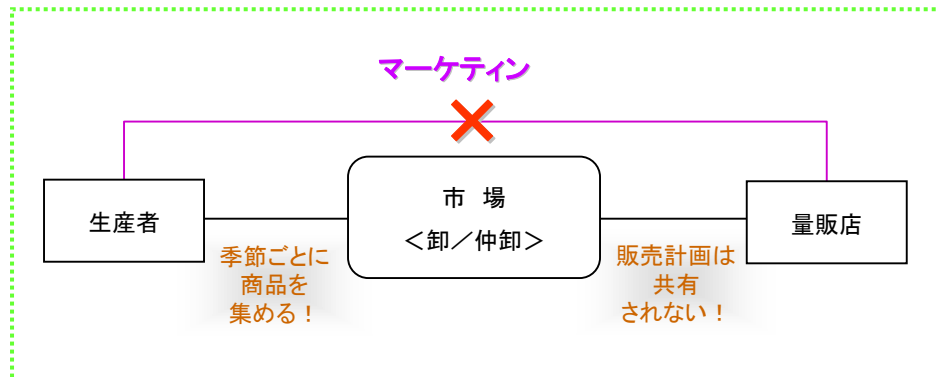 マーケティン
生産者
市 場
＜卸／仲卸＞
量販店
季節ごとに
商品を
集める！
販売計画は
共有
されない！